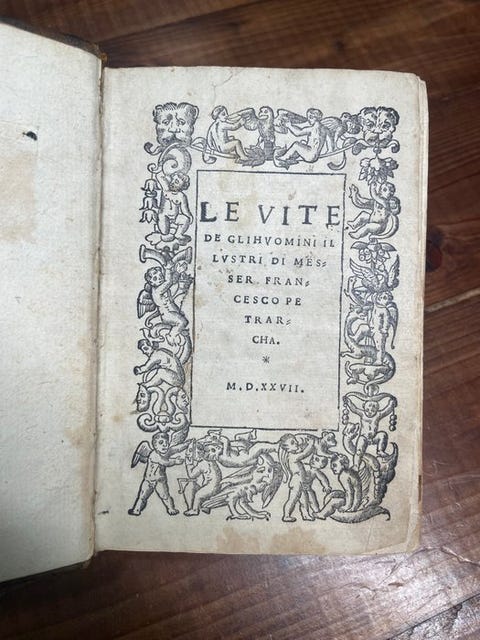 LE VITE
DE GLIHVOMINI IL
LVSTRI DI MES⸗
SER FRAN⸗
CESCO PE
TRAR⸗
CHA.
*
M. D. XXVII.